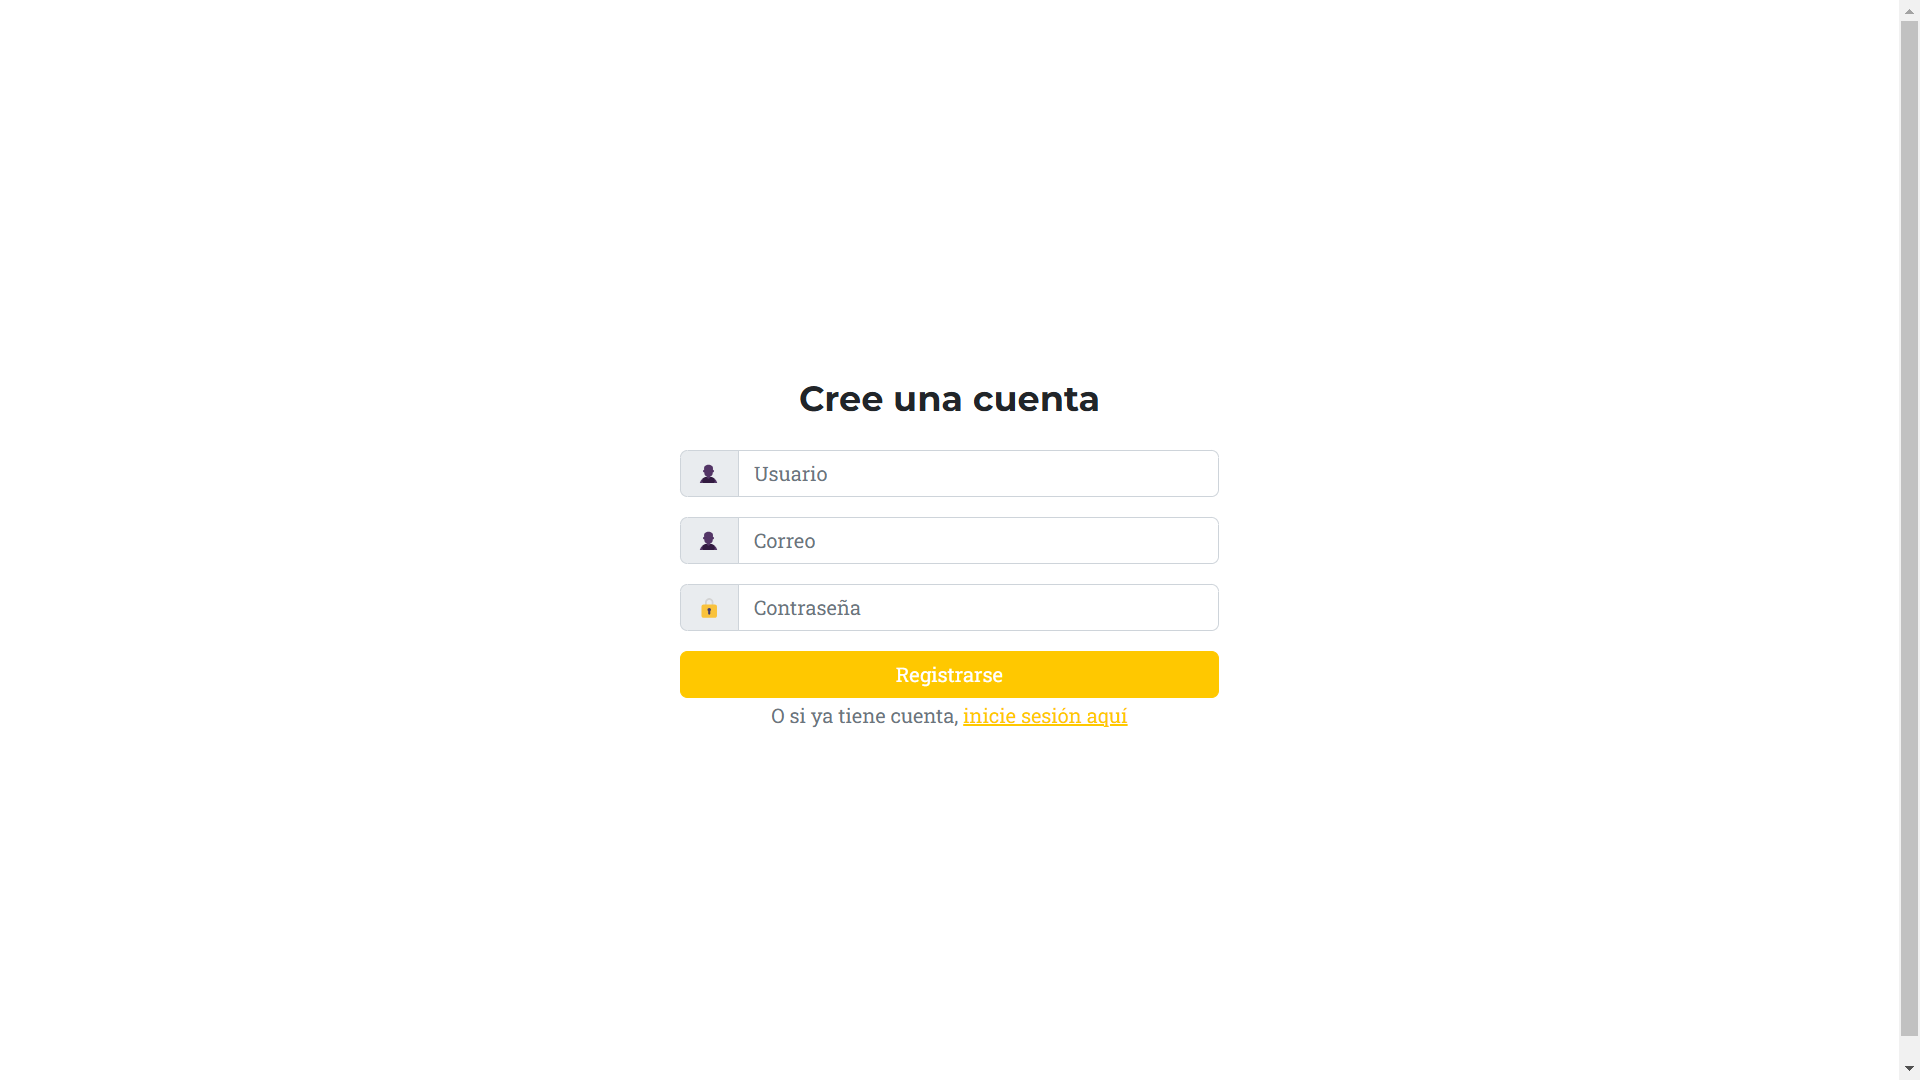 Cree una cuenta
Usuario
Correo
Contraseña
Registrarse
O si ya tiene cuenta, inicie sesión aquí